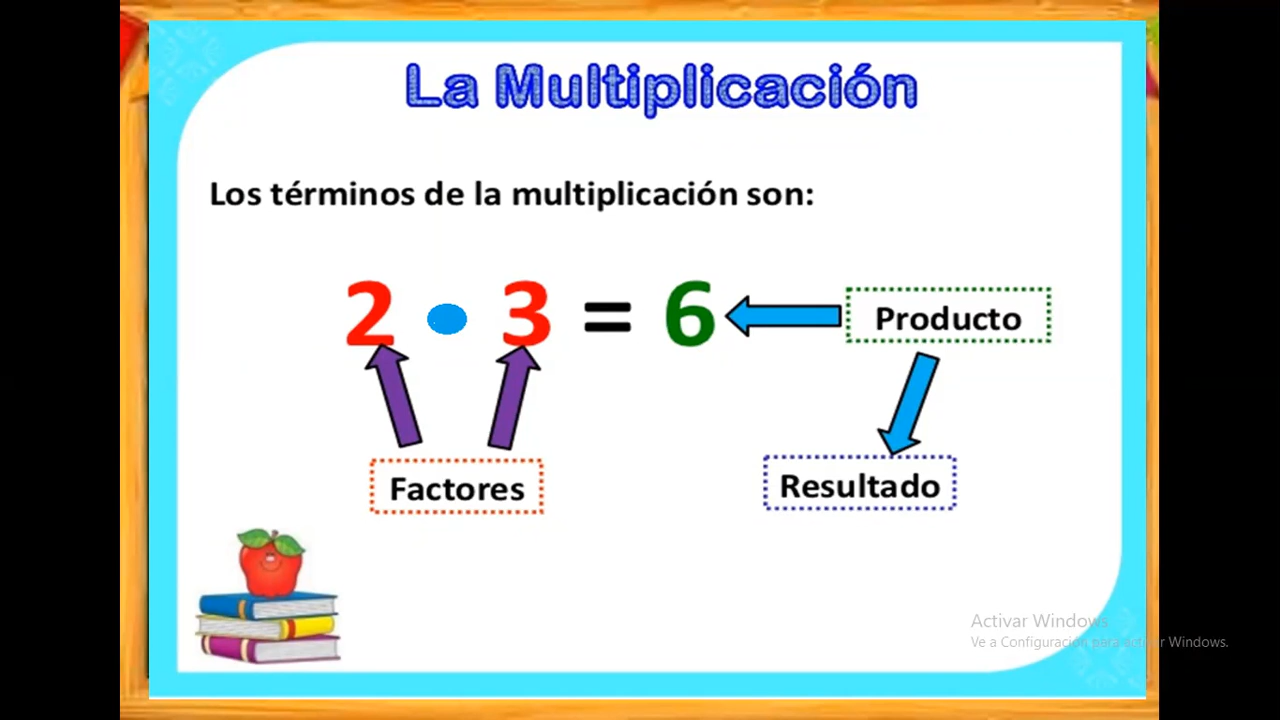 La Multiplicación
Los términos de la multiplicación son:
2 • 3 = 6
Producto
Factores
Resultado
Activar Windows
Ve a Configuración para activar Windows.